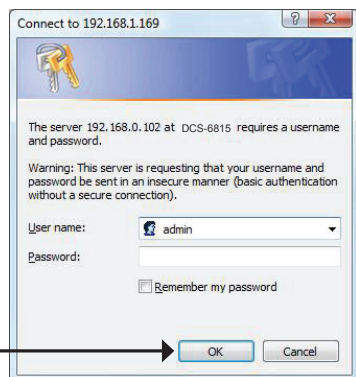 Connect to 192.168.1.169
The server 192.168.0.102 at DCS-6815 requires a username
and password.
Warning: This server is requesting that your username and
password be sent in an insecure manner (basic authentication
without a secure connection).
User name:
admin
Password:
Remember my password
OK
Cancel